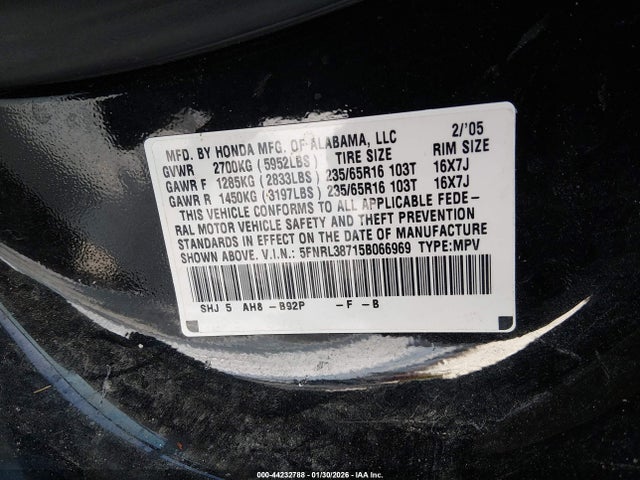 MFD. BY HONDA MFG. OF ALABAMA, LLC 2/'05
GVWR 2700KG (5952LBS) TIRE SIZE RIM SIZE
GAWR F 1285KG (2833LBS) 235/65R16 103T 16X7J
GAWR R 1450KG (3197LBS) 235/65R16 103T 16X7J
THIS VEHICLE CONFORMS TO ALL APPLICABLE FEDE-
RAL MOTOR VEHICLE SAFETY AND THEFT PREVENTION
STANDARDS IN EFFECT ON THE DATE OF MANUFACTURE
SHOWN ABOVE. V.I.N.: 5FNRL38715B066969 TYPE:MPV
SHJ 5 AH8 - B92P - F - B
000-44232788 - 01/30/2026 - IAA Inc.